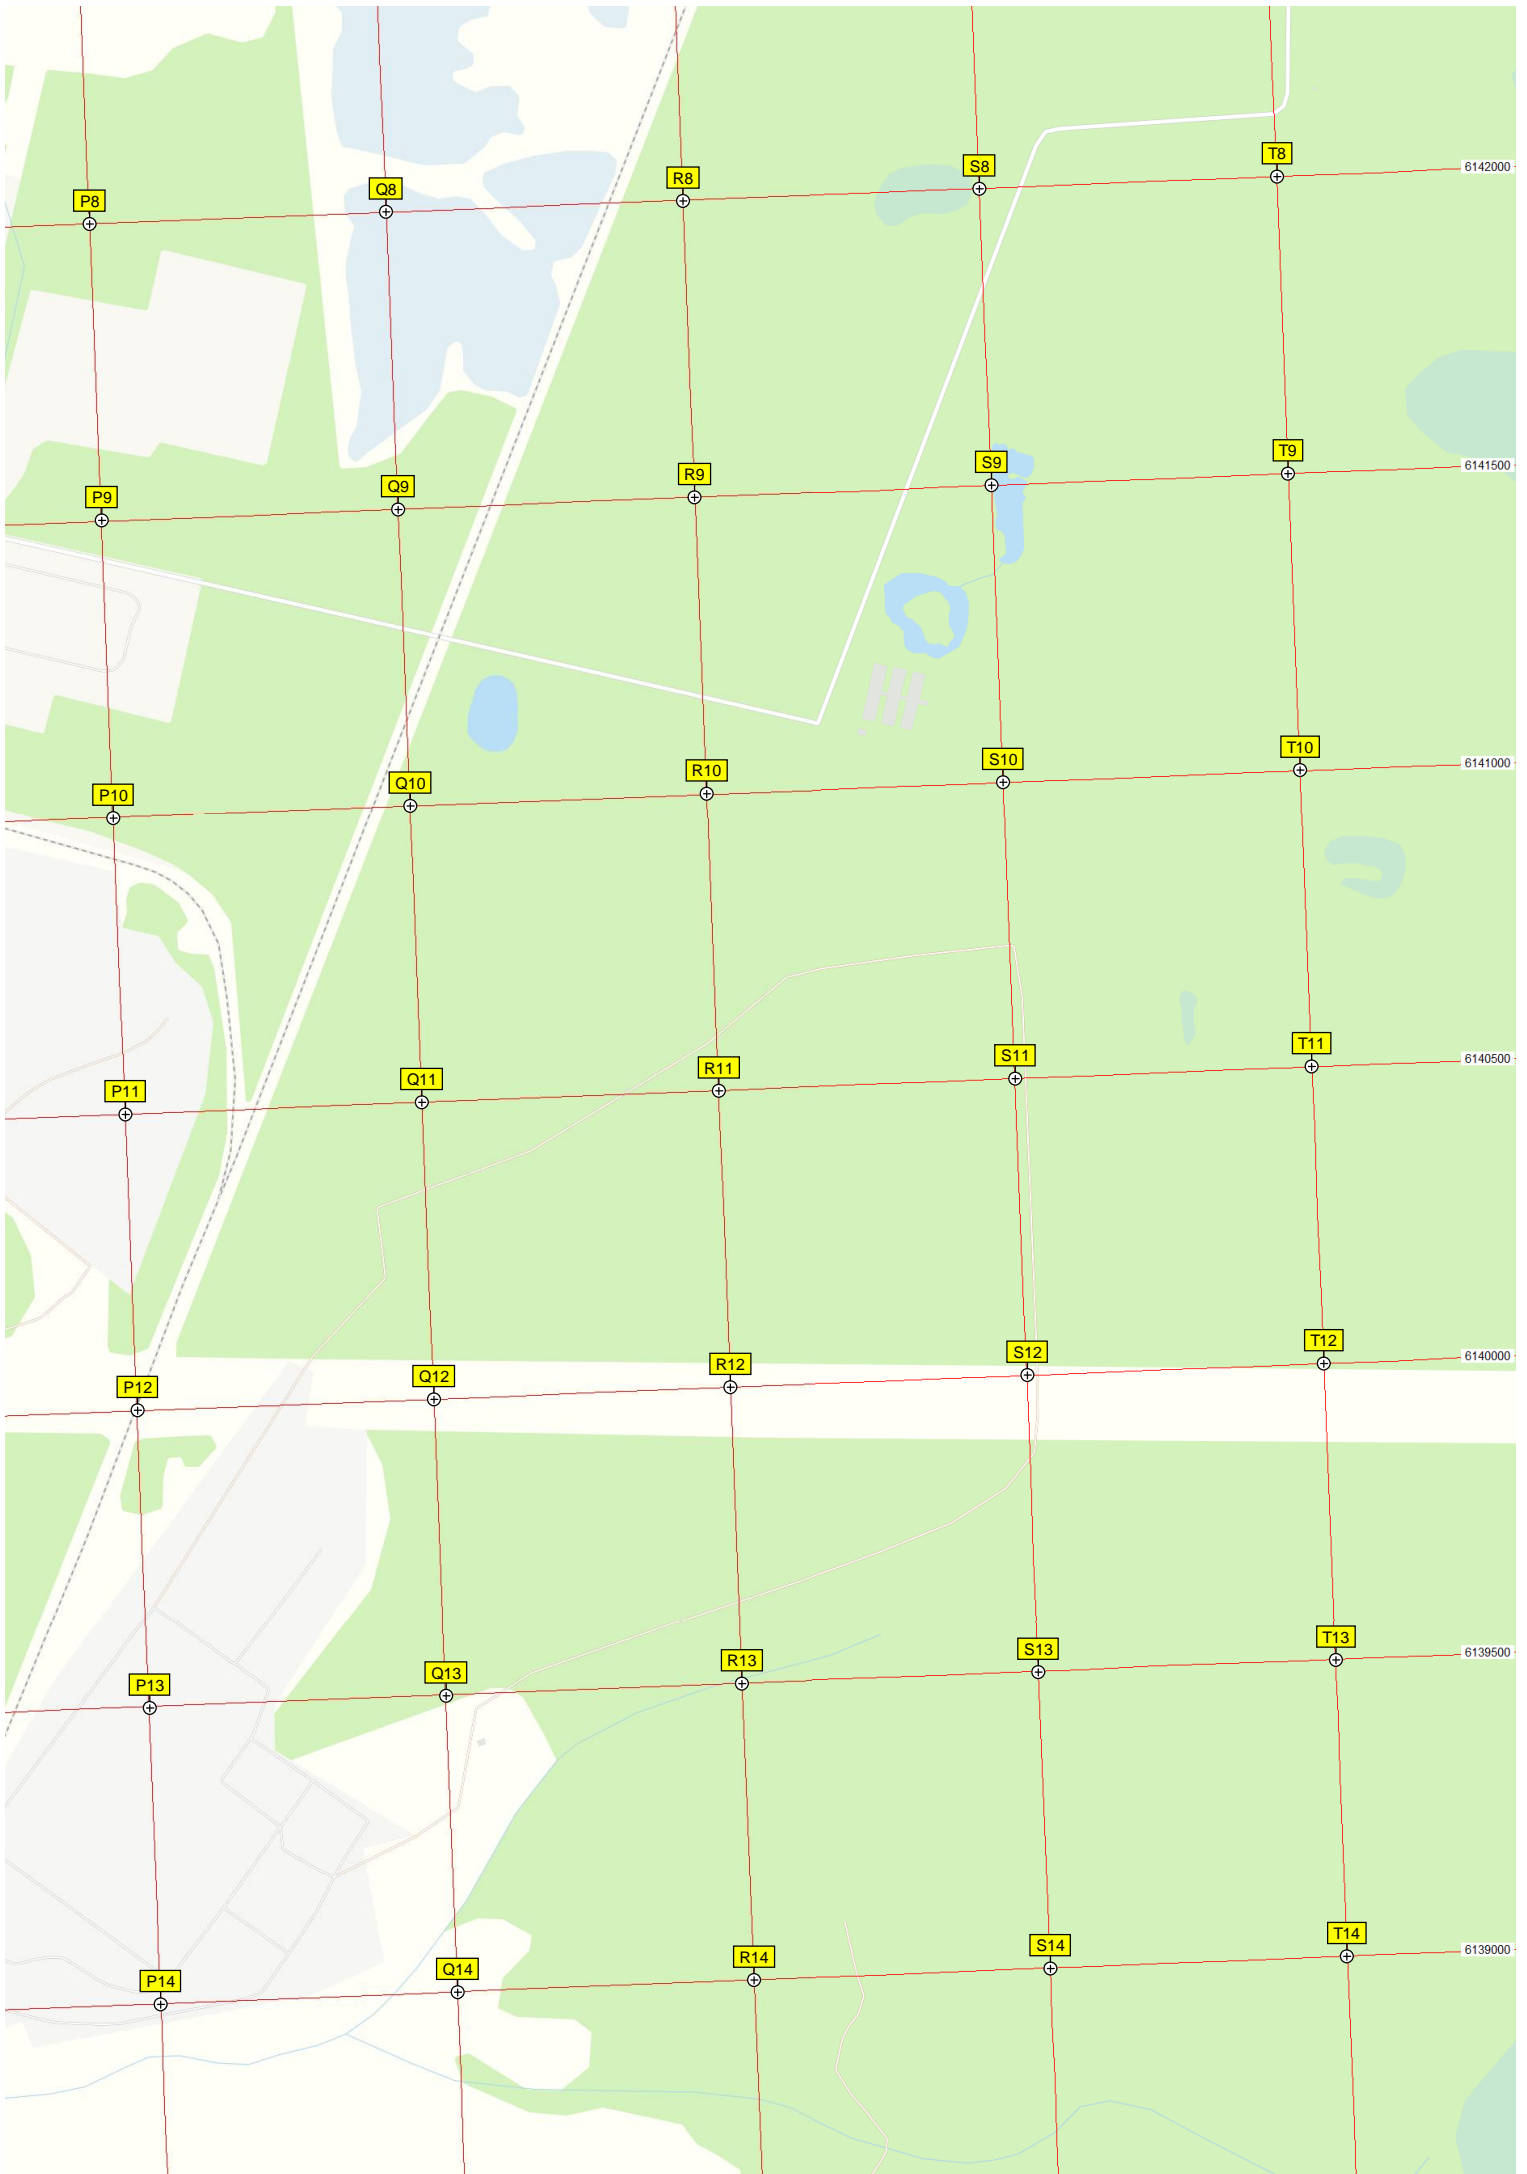 P8 Q8 R8 S8 T8 6142000
P9 Q9 R9 S9 T9 6141500
P10 Q10 R10 S10 T10 6141000
P11 Q11 R11 S11 T11 6140500
P12 Q12 R12 S12 T12 6140000
P13 Q13 R13 S13 T13 6139500
P14 Q14 R14 S14 T14 6139000